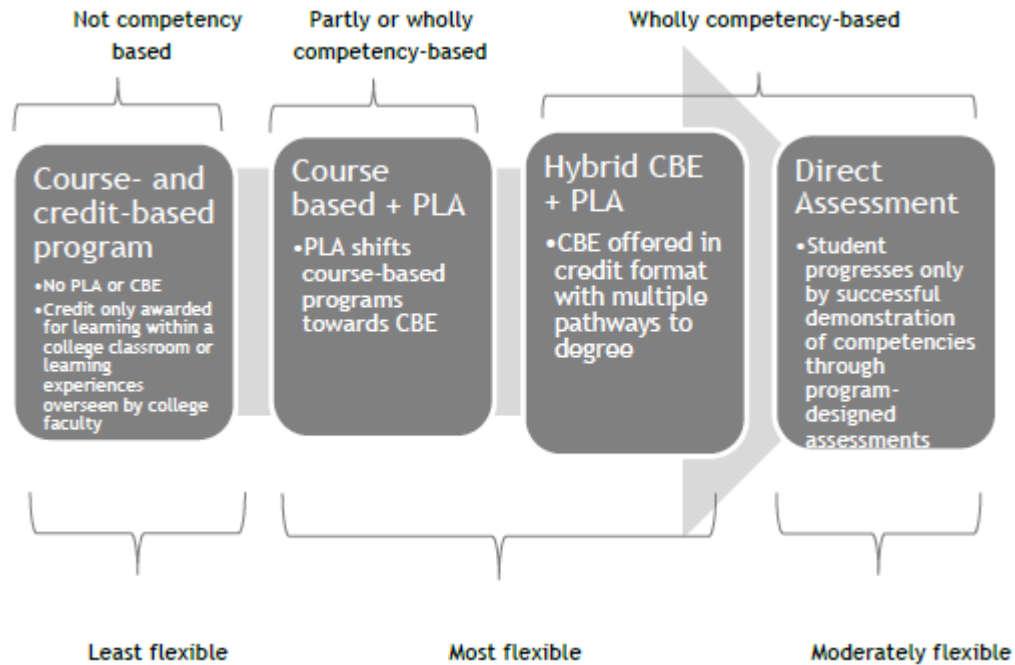 Not competency
based
Partly or wholly
competency-based
Wholly competency-based
Course- and
credit-based
program
•No PLA or CBE
•Credit only awarded
for learning within a
college classroom or
learning
experiences
overseen by college
faculty
Course
based + PLA
•PLA shifts
course-based
programs
towards CBE
Hybrid CBE
+ PLA
•CBE offered in
credit format
with multiple
pathways to
degree
Direct
Assessment
•Student
progresses only
by successful
demonstration
of competencies
through
program-
designed
assessments
Least flexible
Most flexible
Moderately flexible